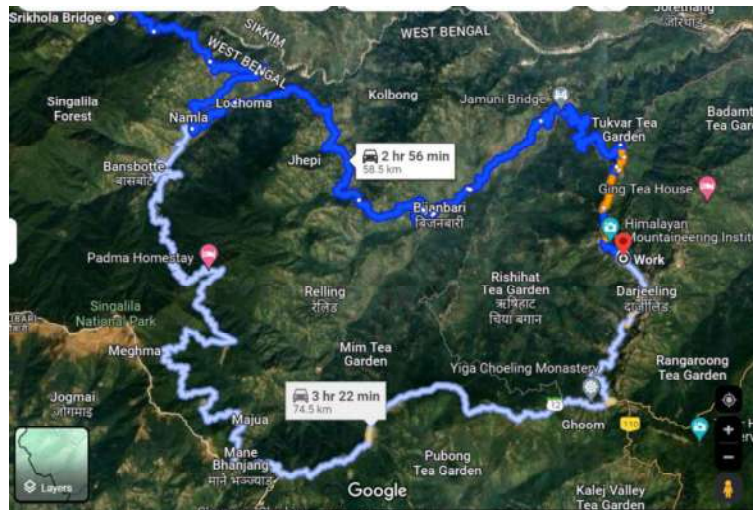 Jorethang
जोरथाङ
Srikhola Bridge
SIKKIM
WEST BENGAL
WEST BENGAL
Singalila
Forest
Lodhoma
Namla
Kolbong
Jamuni Bridge
Badamt
Tea Gar
Tukvar Tea
Garden
Bansbotte
बासबोटे
Jhepi
2 hr 56 min
58.5 km
Ging Tea House
Bijanbari
बिजनबारी
Himalayan
Mountaineering Institu
Work
Padma Homestay
Relling
रेलिङ
Rishihat
Tea Garden
ऋषिहाट
चिया बगान
Darjeeling
दार्जीलिङ
Singalila
National Park
Meghma
Mim Tea
Garden
Yiga Choeling Monastery
Rangaroong
Tea Garden
Jogmai
जोगमाई
3 hr 22 min
74.5 km
12
Ghoom
110
Majua
Mane
Bhanjang
माने भञ्ज्याङ
Pubong
Tea Garden
Layers
Google
Kalej Valley
Tea Garden